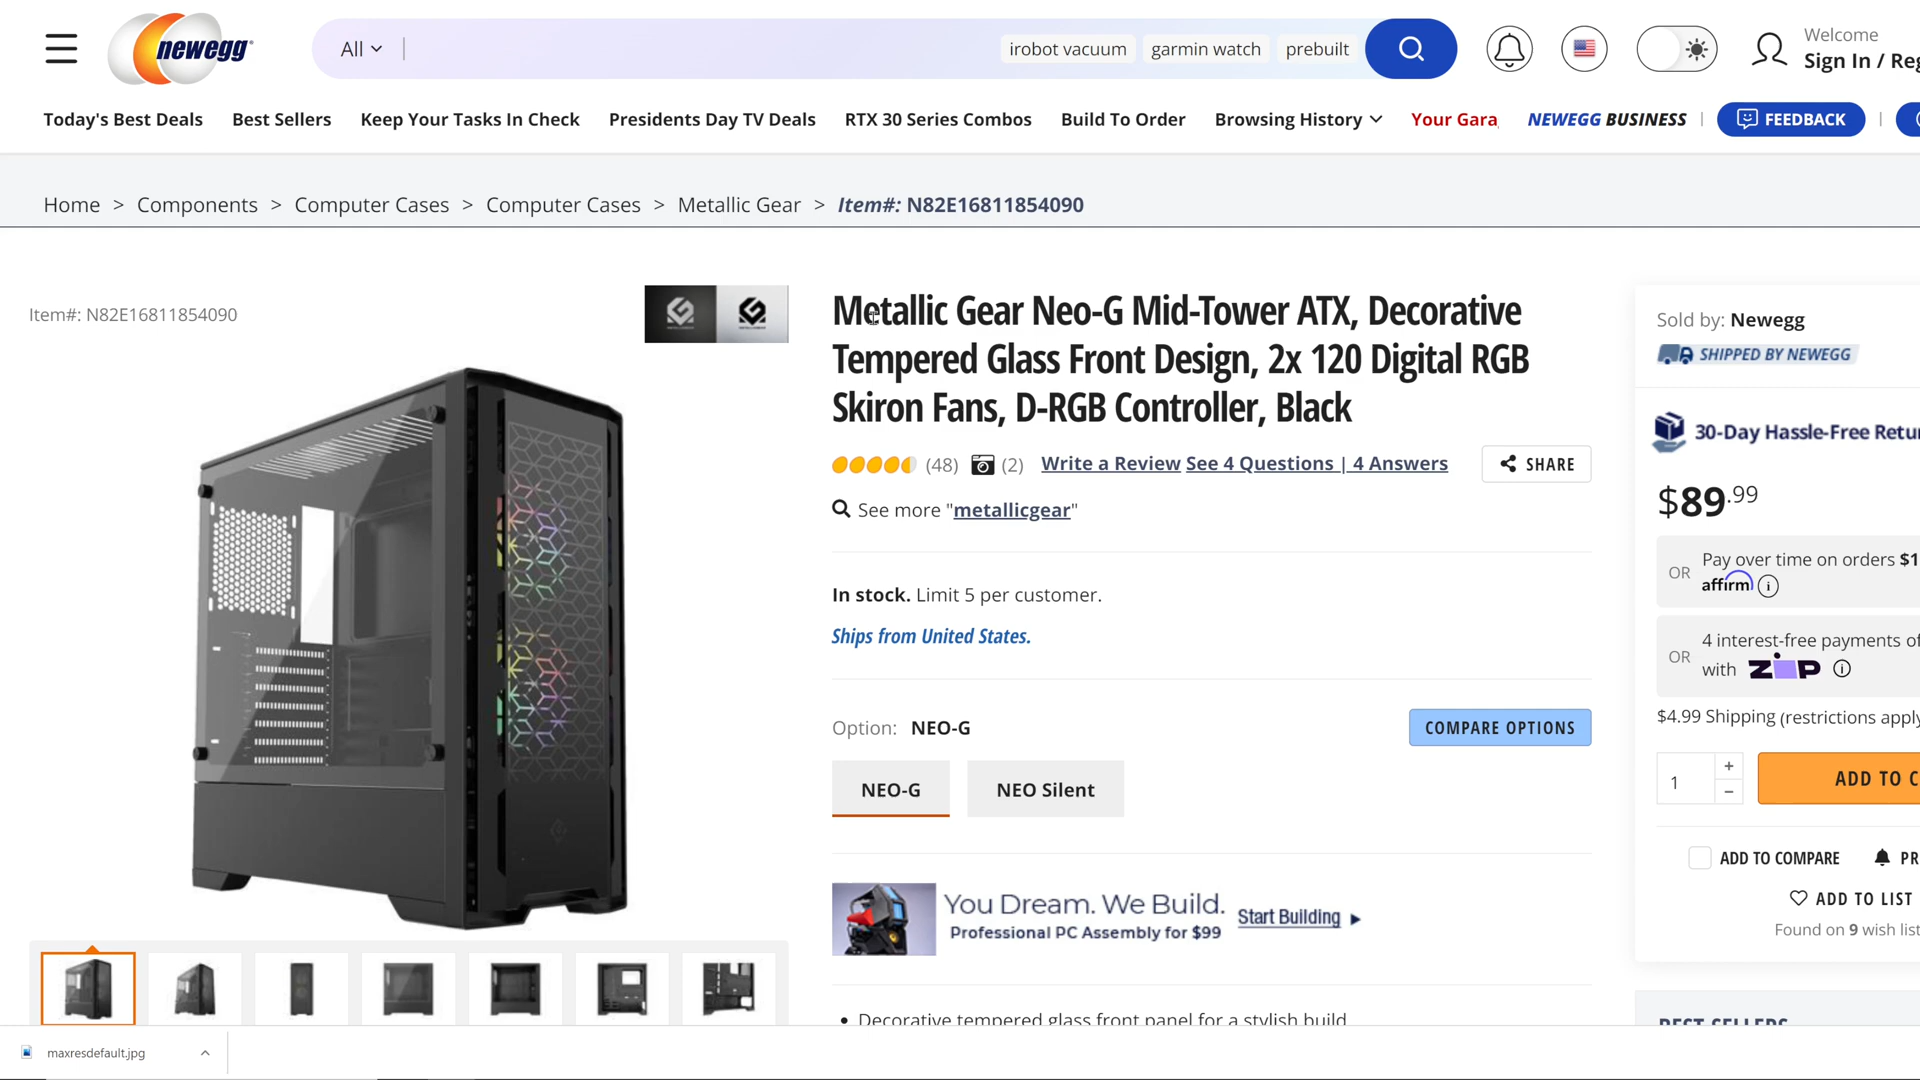 newegg
All
irobot vacuum
garmin watch
prebuilt
Welcome
Sign In / Reg
Today's Best Deals
Best Sellers
Keep Your Tasks In Check
Presidents Day TV Deals
RTX 30 Series Combos
Build To Order
Browsing History
Your Gara
NEWEGG BUSINESS
FEEDBACK
Home > Components > Computer Cases > Computer Cases > Metallic Gear > Item#: N82E16811854090
Item#: N82E16811854090
Metallic Gear Neo-G Mid-Tower ATX, Decorative
Tempered Glass Front Design, 2x 120 Digital RGB
Skiron Fans, D-RGB Controller, Black
(48) (2) Write a Review See 4 Questions | 4 Answers
SHARE
See more "metallicgear"
In stock. Limit 5 per customer.
Ships from United States.
Option: NEO-G
COMPARE OPTIONS
NEO-G
NEO Silent
You Dream. We Build.
Professional PC Assembly for $99
Start Building
• Decorative tempered glass front panel for a stylish build
Sold by: Newegg
SHIPPED BY NEWEGG
30-Day Hassle-Free Retur
$89.99
OR
Pay over time on orders $1
affirm
OR
4 interest-free payments of
with ZIP
$4.99 Shipping (restrictions apply
1
+
−
ADD TO C
ADD TO COMPARE
PR
ADD TO LIST
Found on 9 wish list
BEST SELLERS
maxresdefault.jpg